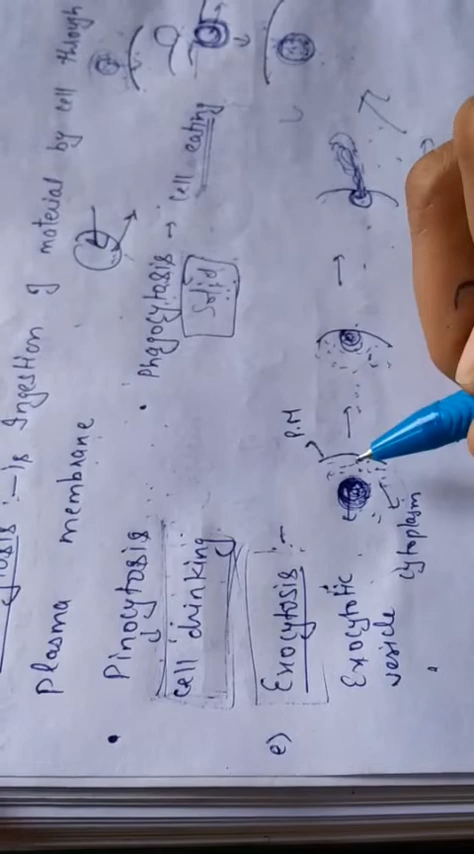 :- is Ingestion of material by cell through
plasma membrane
• Pinocytosis
cell drinking
• Phagocytosis → cell eating
solid
e) Exocytosis :-
P.M
Exocytotic
vesicle
cytoplasm